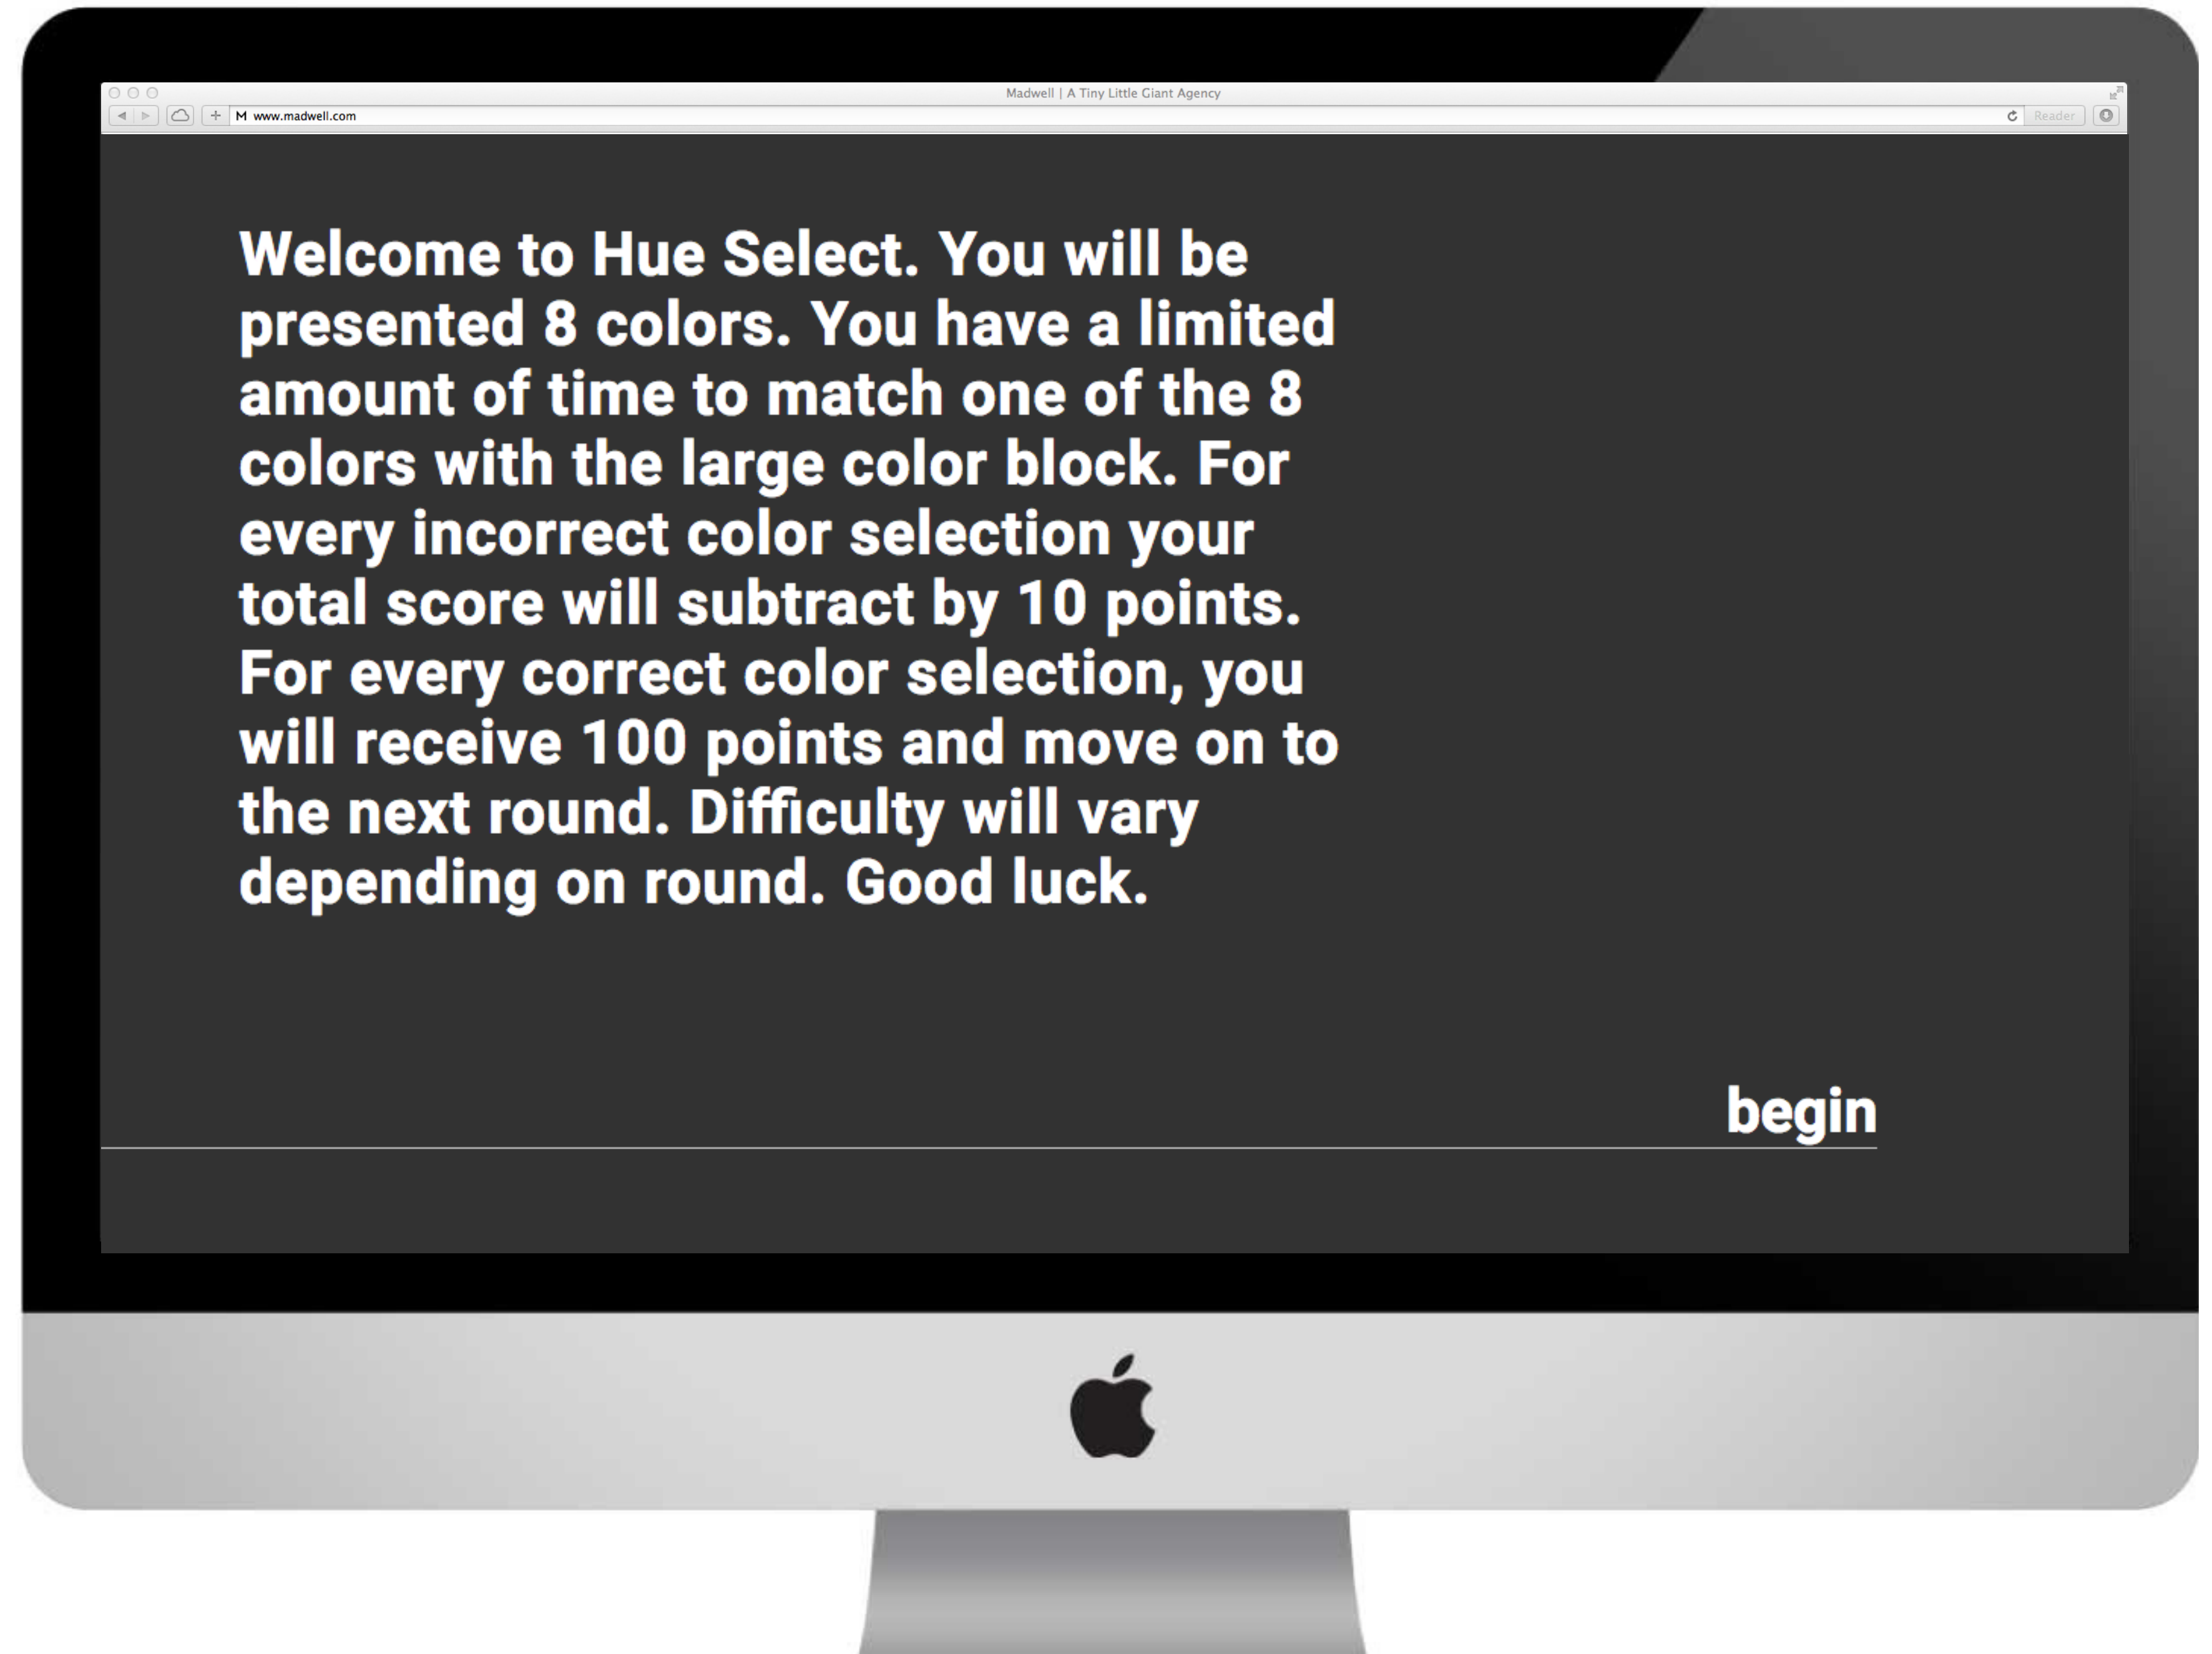 Madwell | A Tiny Little Giant Agency
M www.madwell.com
Reader
Welcome to Hue Select. You will be
presented 8 colors. You have a limited
amount of time to match one of the 8
colors with the large color block. For
every incorrect color selection your
total score will subtract by 10 points.
For every correct color selection, you
will receive 100 points and move on to
the next round. Difficulty will vary
depending on round. Good luck.
begin